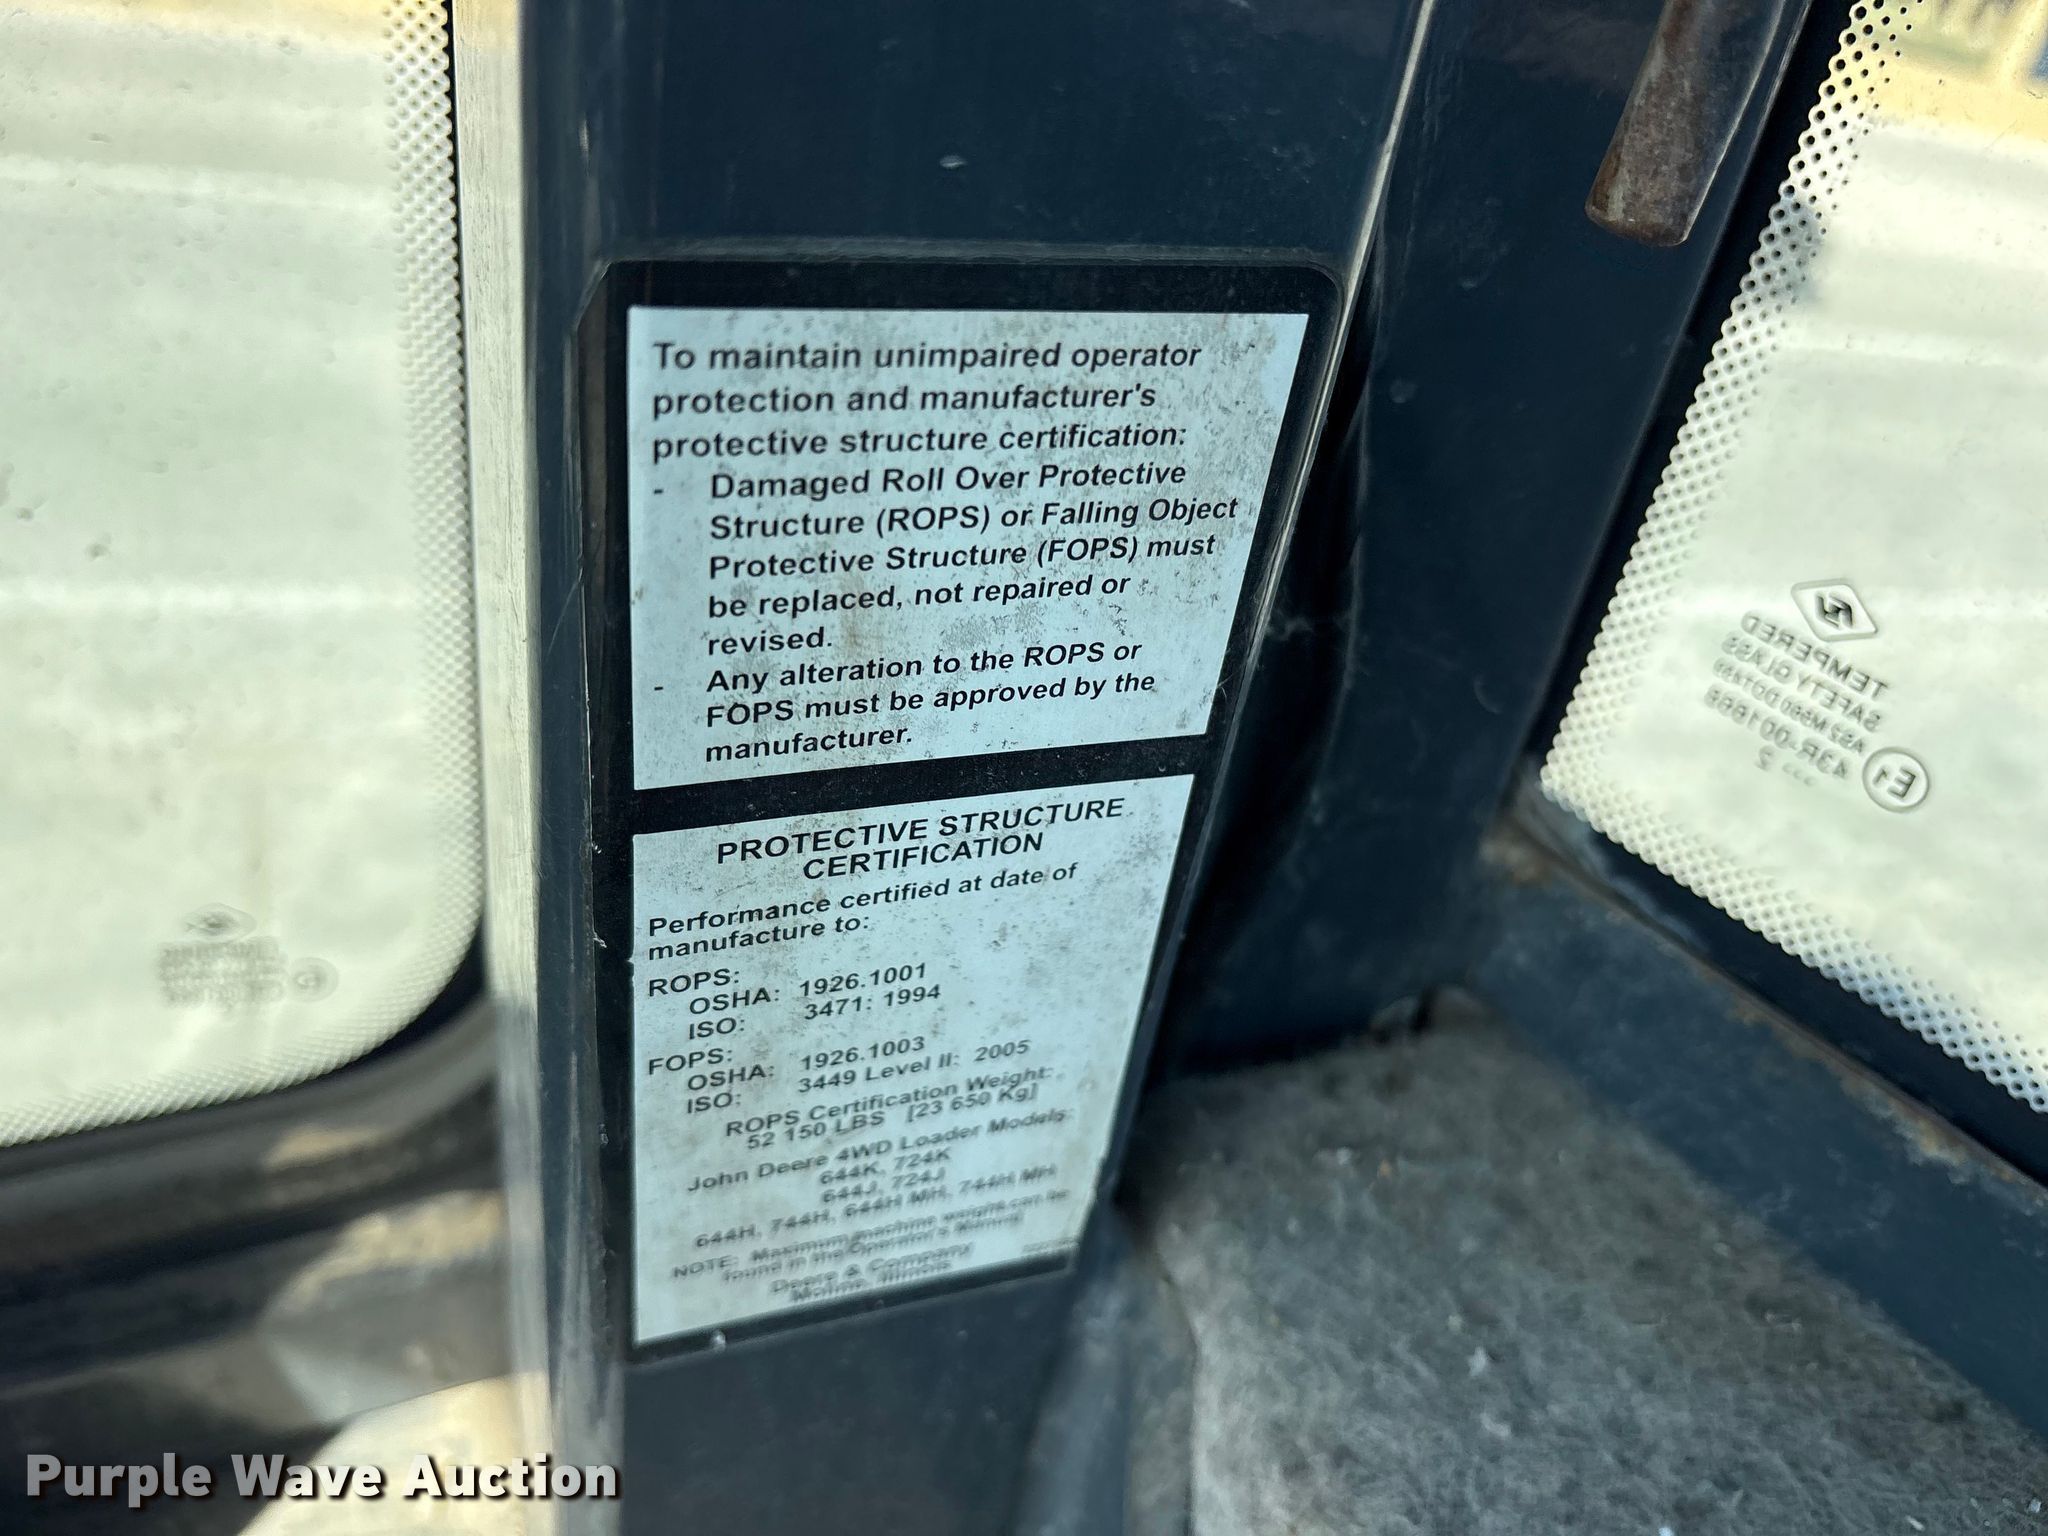 To maintain unimpaired operator
protection and manufacturer's
protective structure certification:
- Damaged Roll Over Protective
Structure (ROPS) or Falling Object
Protective Structure (FOPS) must
be replaced, not repaired or
revised.
- Any alteration to the ROPS or
FOPS must be approved by the
manufacturer.
PROTECTIVE STRUCTURE
CERTIFICATION
Performance certified at date of
manufacture to:
ROPS:
OSHA: 1926.1001
ISO: 3471: 1994
FOPS:
OSHA: 1926.1003
ISO: 3449 Level II: 2005
ROPS Certification Weight:
52 150 LBS [23 650 Kg]
John Deere 4WD Loader Models:
644K, 724K
644J, 724J
644H, 744H, 644H MH, 744H MH
NOTE: Maximum machine weight can be
found in the Operator's Manual
Deere & Company
Moline, Illinois
TEMPERED
SAFETY GLASS
43R-001668
E1
Purple Wave Auction